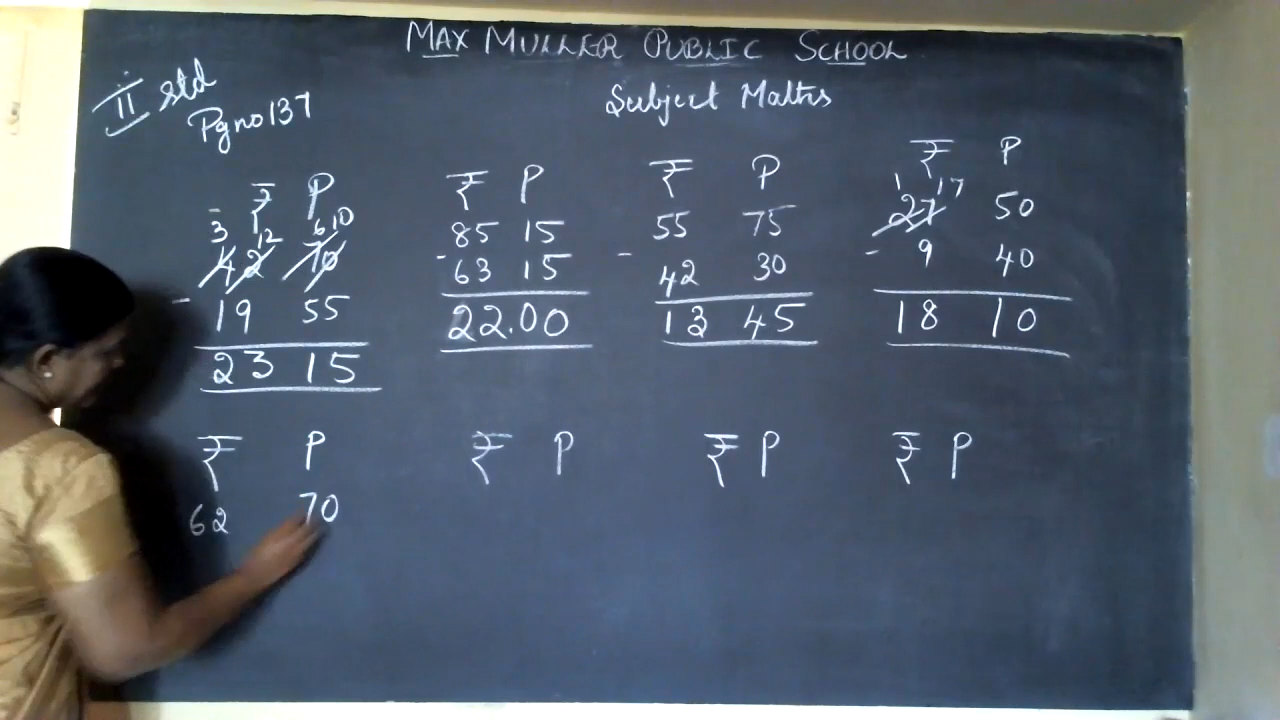 MAX MULLER PUBLIC SCHOOL
II std
Subject Maths
Pg no 137
₹ P
3 12 6 10
42 70
- 19 55
23 15
₹ P
85 15
- 63 15
22.00
₹ P
55 75
- 42 30
13 45
₹ P
1 17
27 50
- 9 40
18 10
₹ P
62 70
₹ P
₹ P
₹ P